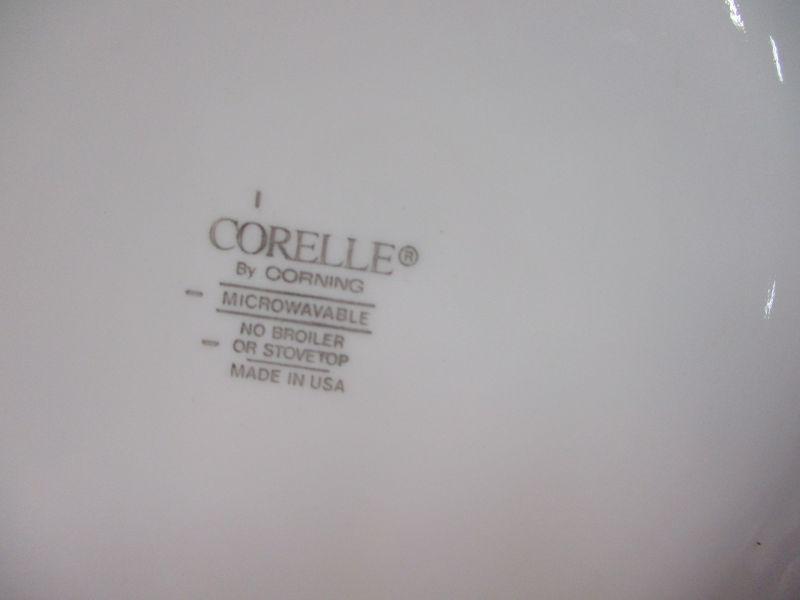 CORELLE®
By CORNING
MICROWAVABLE
NO BROILER
OR STOVETOP
MADE IN USA